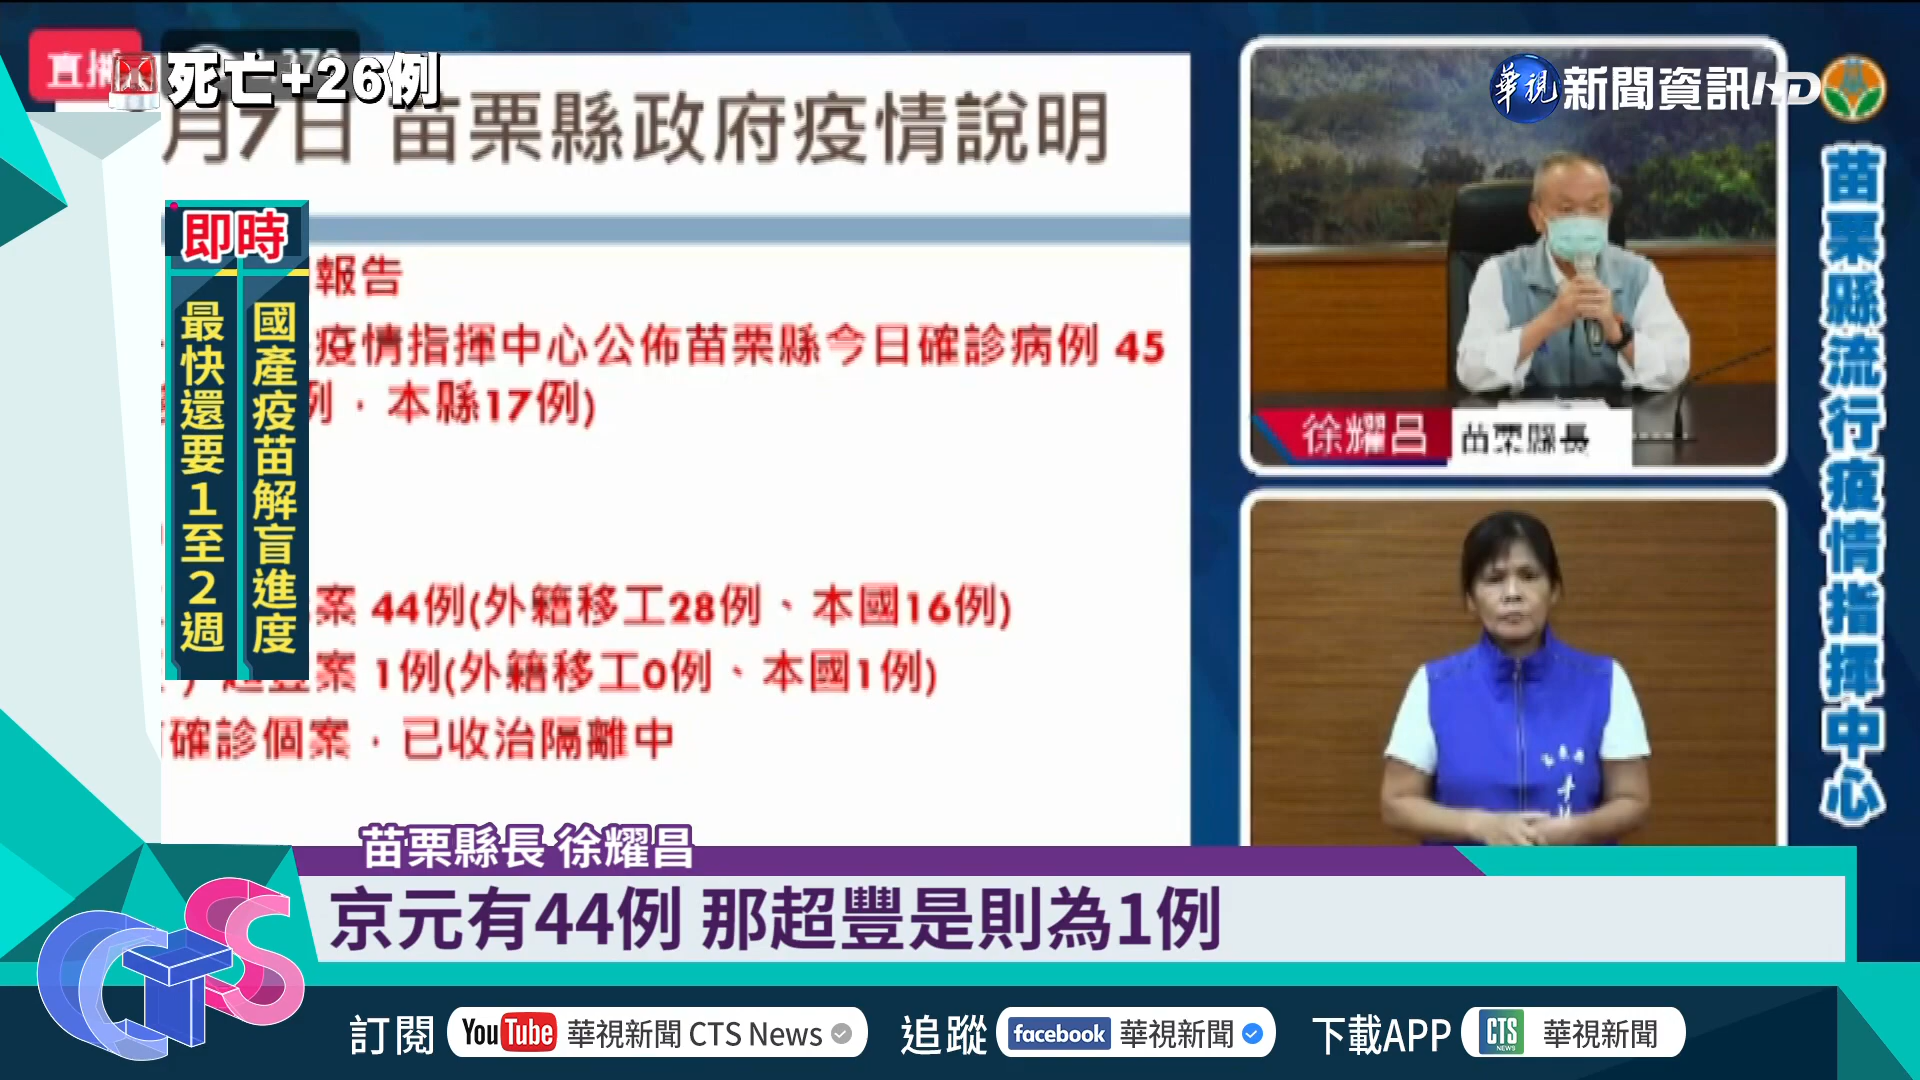 直播
死亡+26例
月7日 苗栗縣政府疫情說明
華視 新聞資訊HD
即時
國產疫苗解盲進度
最快還要1至2週
報告
疫情指揮中心公佈苗栗縣今日確診病例 45
例，本縣17例)
案 44例(外籍移工28例、本國16例)
案 1例(外籍移工0例、本國1例)
確診個案，已收治隔離中
徐耀昌 苗栗縣長
苗栗縣流行疫情指揮中心
苗栗縣長 徐耀昌
京元有44例 那超豐是則為1例
CTS
訂閱 YouTube 華視新聞 CTS News 追蹤 facebook 華視新聞 下載APP CTS NEWS 華視新聞